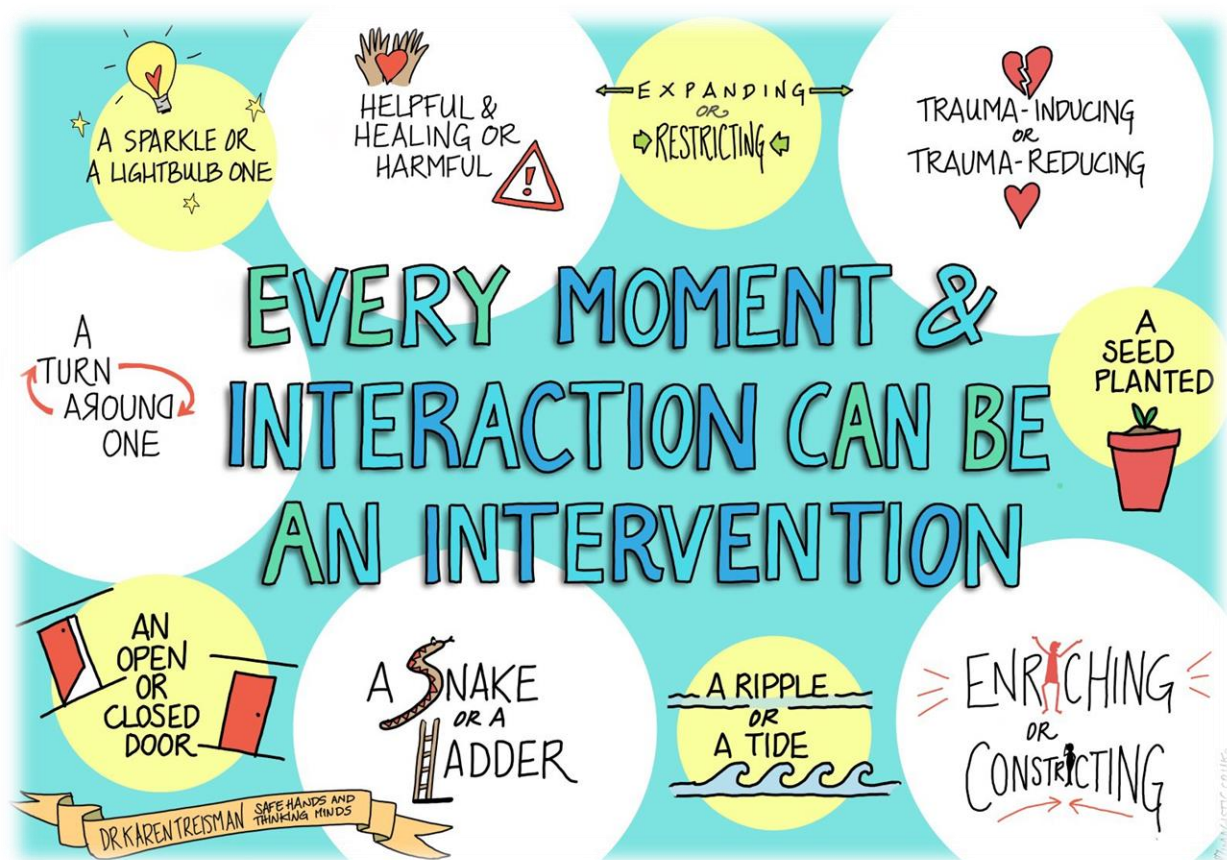 A SPARKLE OR
A LIGHTBULB ONE
HELPFUL &
HEALING OR
HARMFUL
!
EXPANDING
OR
RESTRICTING
TRAUMA-INDUCING
OR
TRAUMA-REDUCING
EVERY MOMENT &
INTERACTION CAN BE
AN INTERVENTION
A
TURN
AROUND
ONE
A
SEED
PLANTED
AN
OPEN
OR
CLOSED
DOOR
A SNAKE
OR A
LADDER
A RIPPLE
OR
A TIDE
ENRICHING
OR
CONSTRICTING
DR KAREN TREISMAN
SAFE HANDS AND
THINKING MINDS